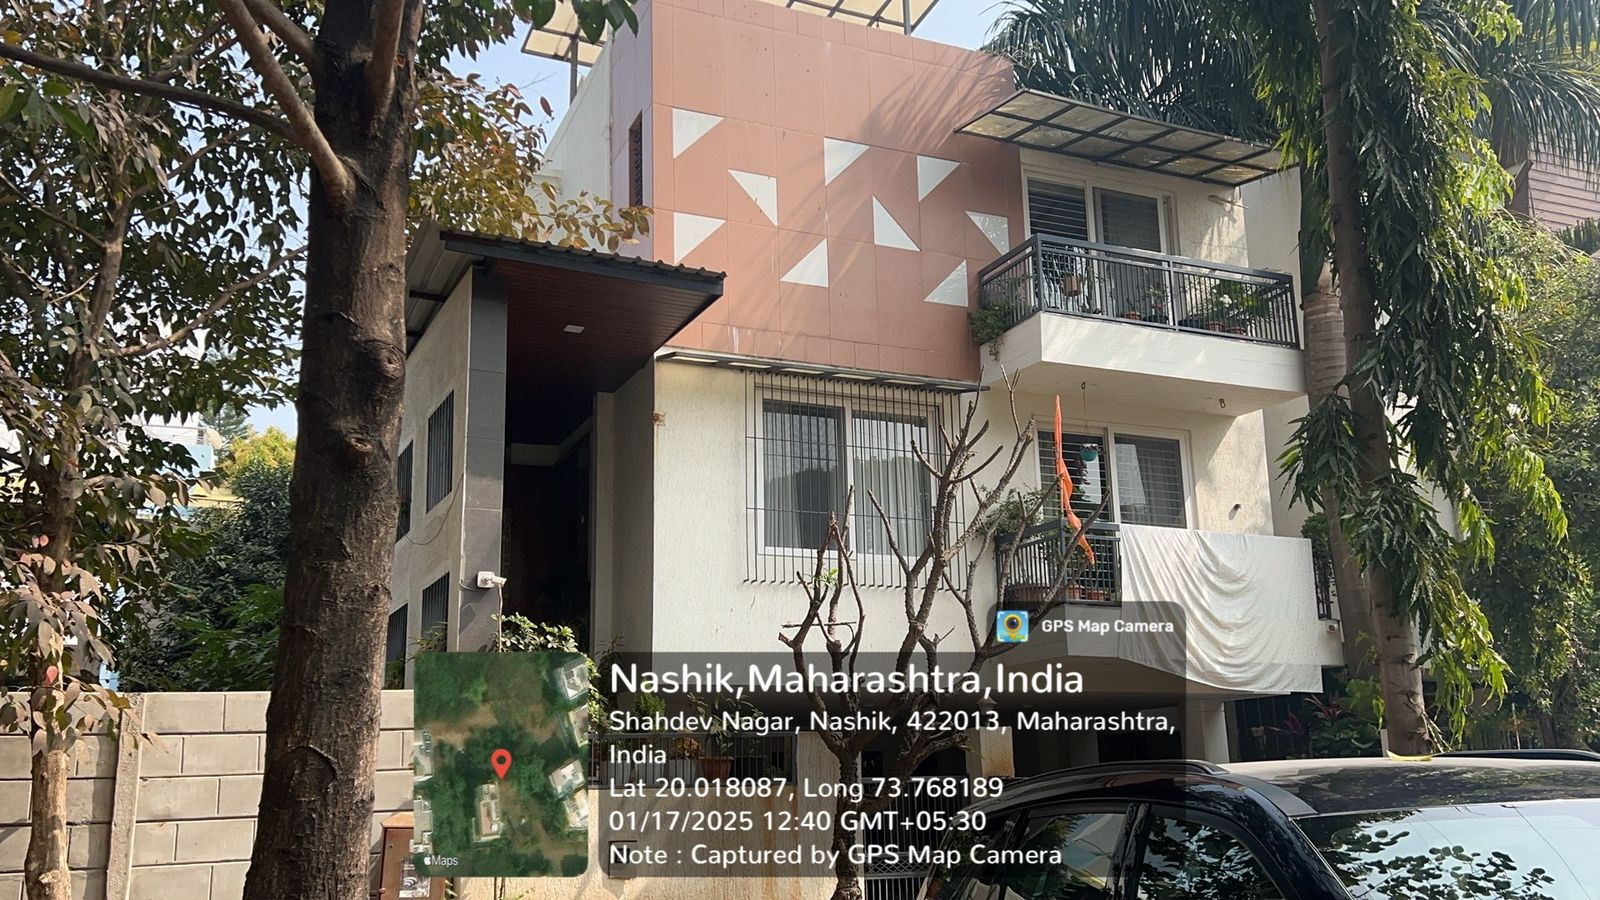 GPS Map Camera
Nashik,Maharashtra,India
Shahdev Nagar, Nashik, 422013, Maharashtra,
India
Lat 20.018087, Long 73.768189
01/17/2025 12:40 GMT+05:30
Note : Captured by GPS Map Camera
Maps